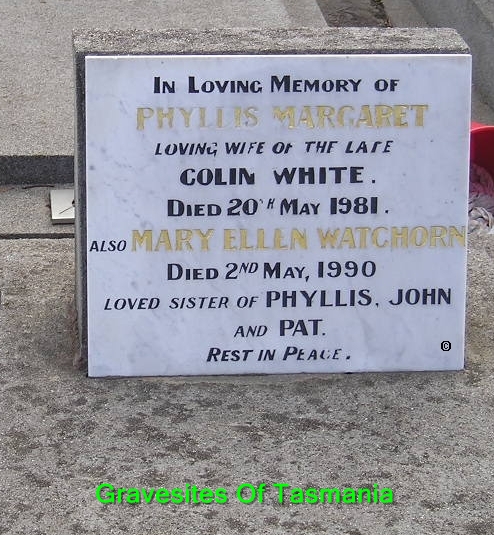 IN LOVING MEMORY OF
PHYLLIS MARGARET
LOVING WIFE OF THE LATE
COLIN WHITE.
DIED 20TH MAY 1981.
ALSO MARY ELLEN WATCHORN
DIED 2ND MAY, 1990
LOVED SISTER OF PHYLLIS, JOHN
AND PAT.
REST IN PEACE.
©
Gravesites Of Tasmania